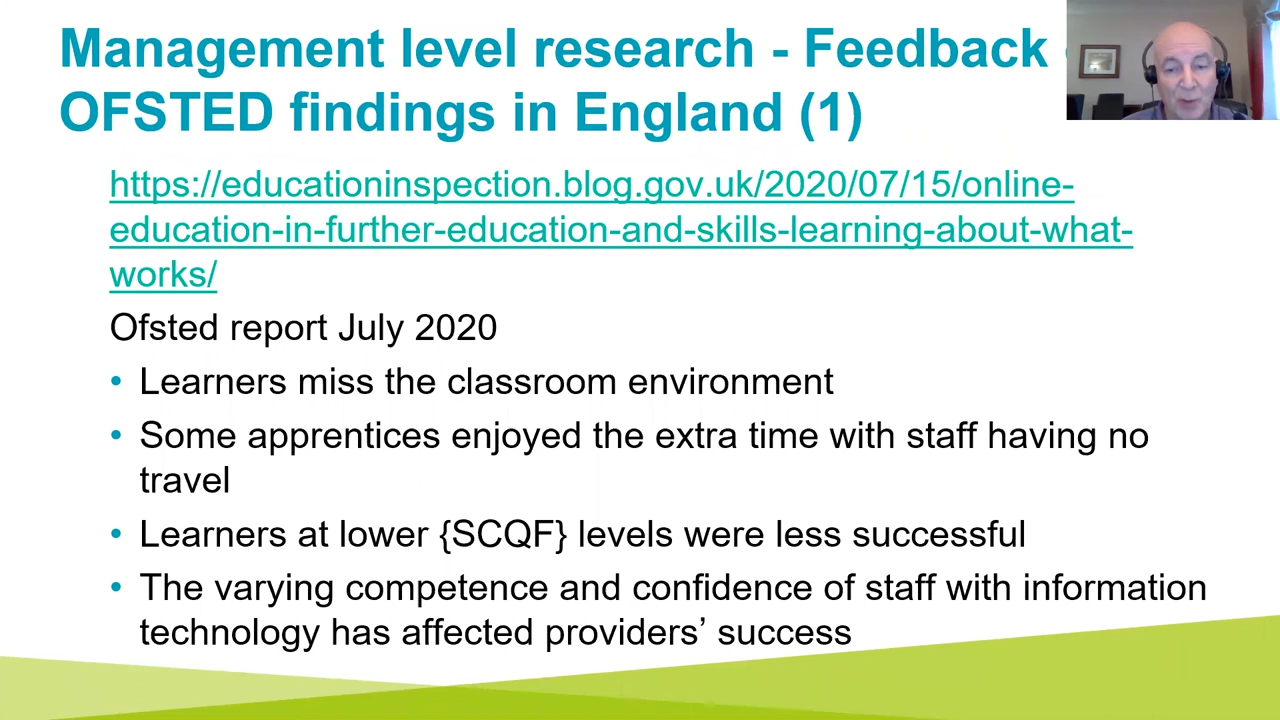 Management level research - Feedback
OFSTED findings in England (1)
https://educationinspection.blog.gov.uk/2020/07/15/online-
education-in-further-education-and-skills-learning-about-what-
works/
Ofsted report July 2020
• Learners miss the classroom environment
• Some apprentices enjoyed the extra time with staff having no
travel
• Learners at lower {SCQF} levels were less successful
• The varying competence and confidence of staff with information
technology has affected providers’ success